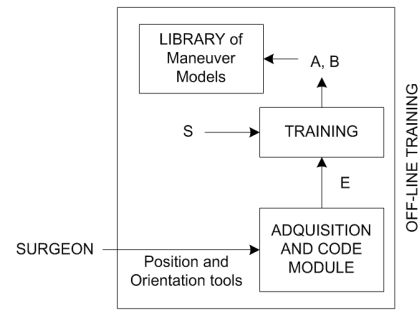 LIBRARY of
Maneuver
Models
A, B
S
TRAINING
E
SURGEON
Position and
Orientation tools
ADQUISITION
AND CODE
MODULE
OFF-LINE TRAINING